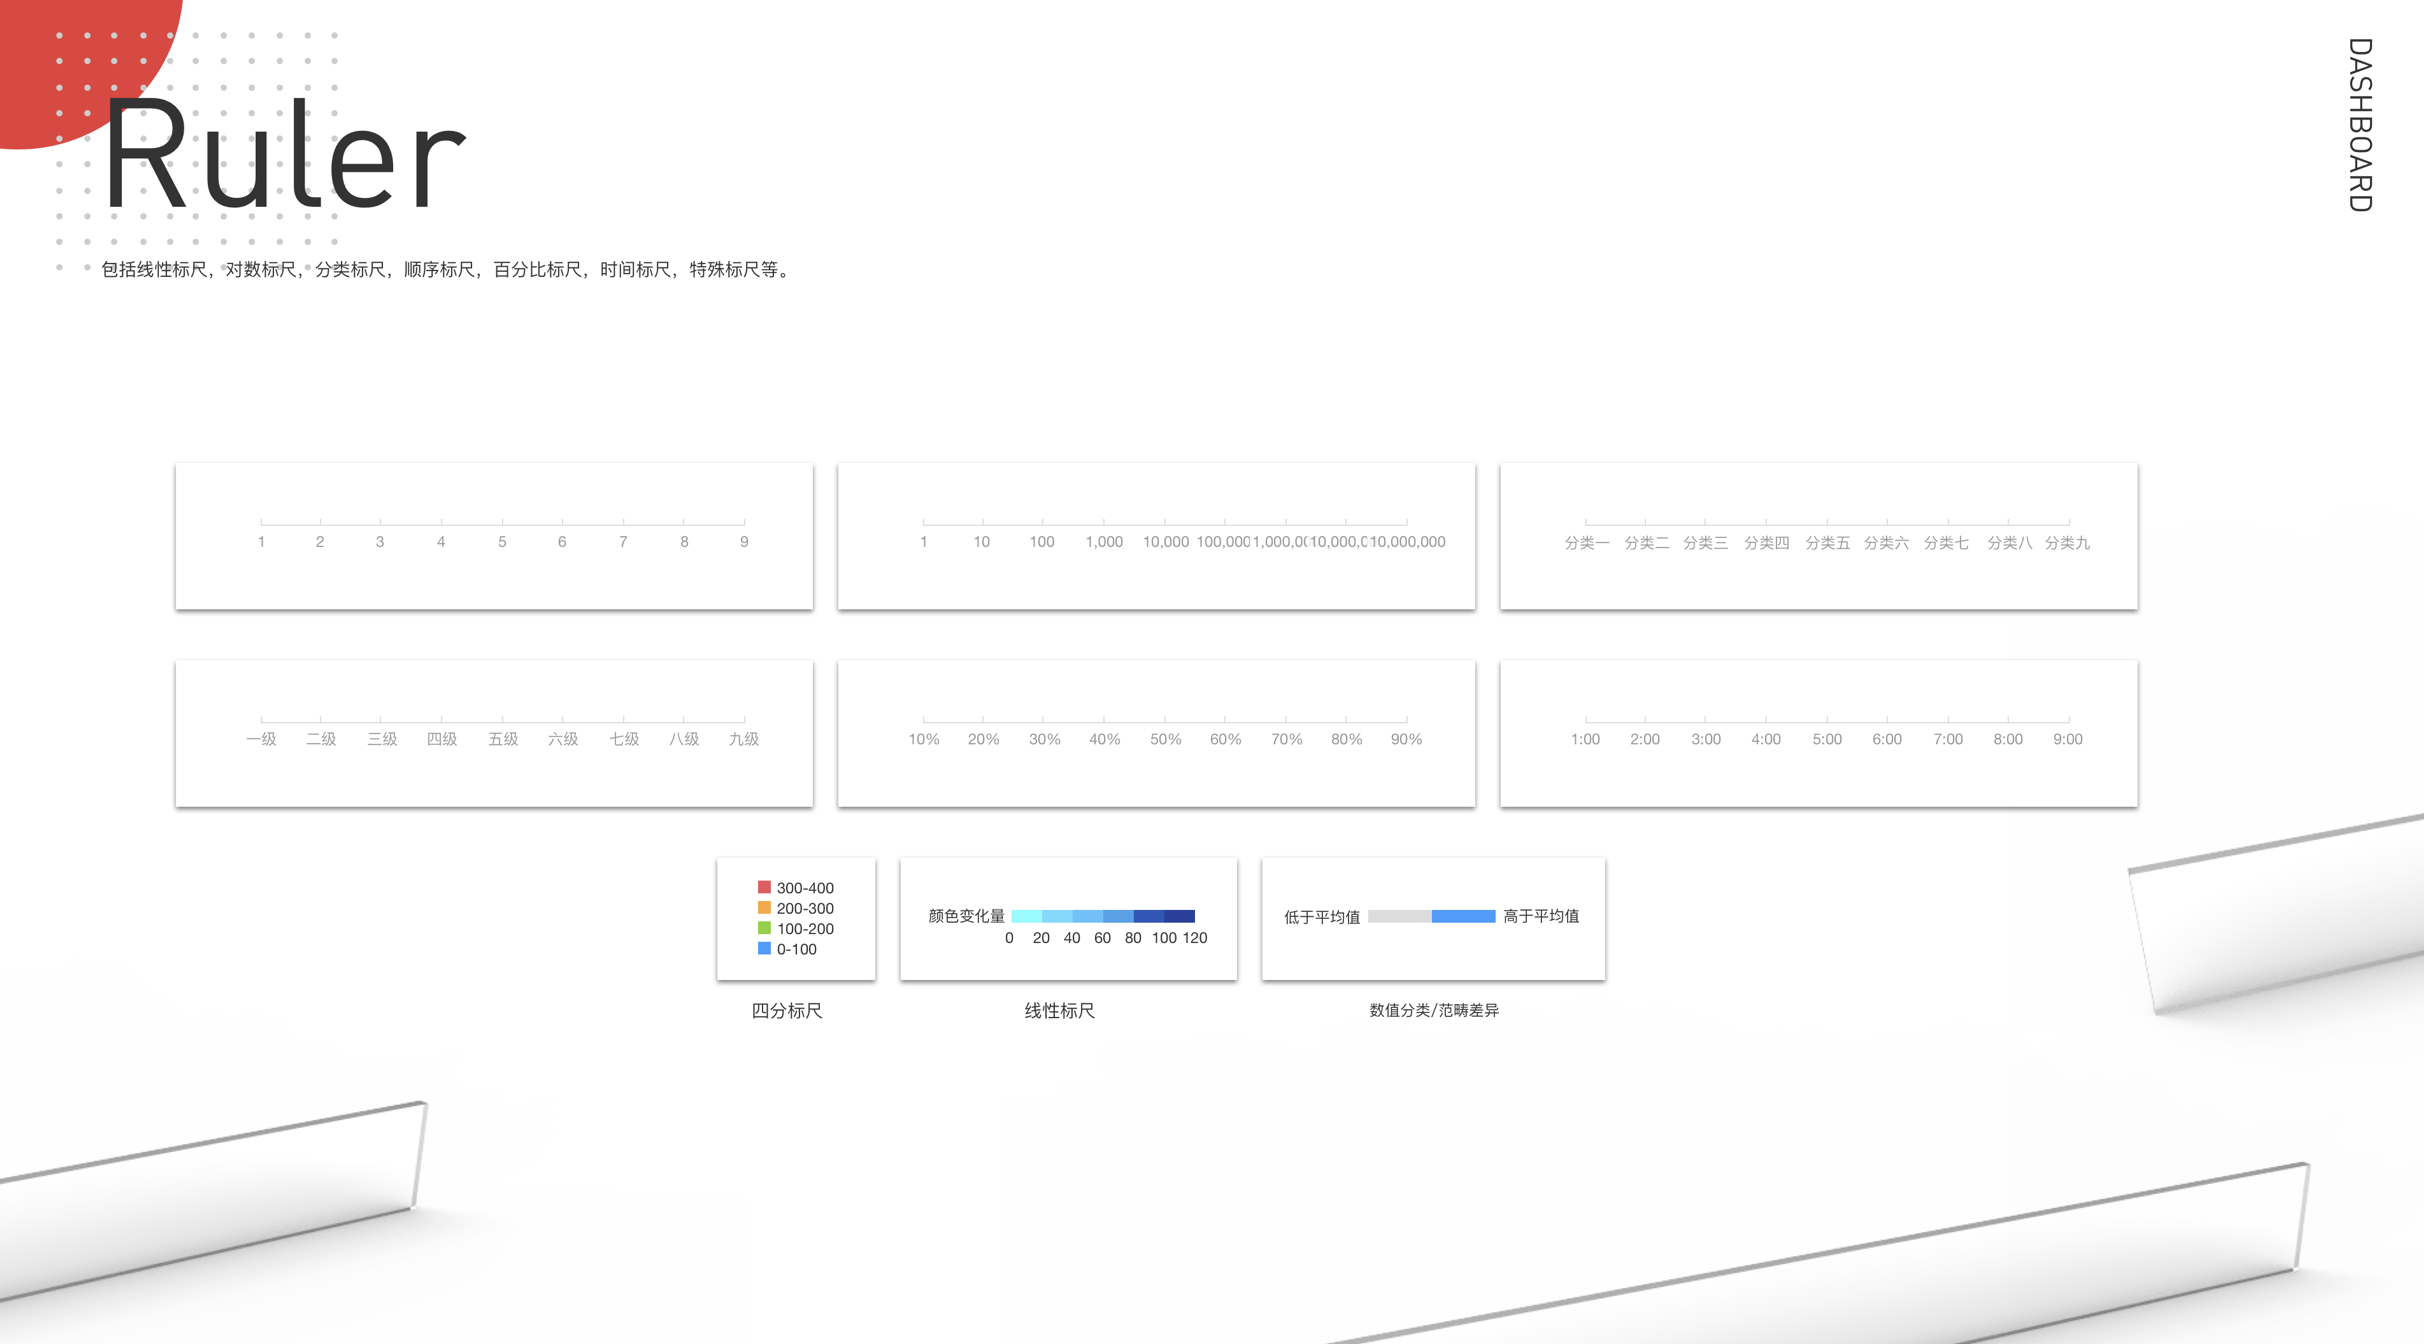 DASHBOARD
Ruler
包括线性标尺，对数标尺，分类标尺，顺序标尺，百分比标尺，时间标尺，特殊标尺等。
1 2 3 4 5 6 7 8 9
1 10 100 1,000 10,000 100,000 1,000,0 10,000,0 10,000,000
分类一 分类二 分类三 分类四 分类五 分类六 分类七 分类八 分类九
一级 二级 三级 四级 五级 六级 七级 八级 九级
10% 20% 30% 40% 50% 60% 70% 80% 90%
1:00 2:00 3:00 4:00 5:00 6:00 7:00 8:00 9:00
300-400
200-300
100-200
0-100
四分标尺
颜色变化量
0 20 40 60 80 100 120
线性标尺
低于平均值 高于平均值
数值分类/范畴差异